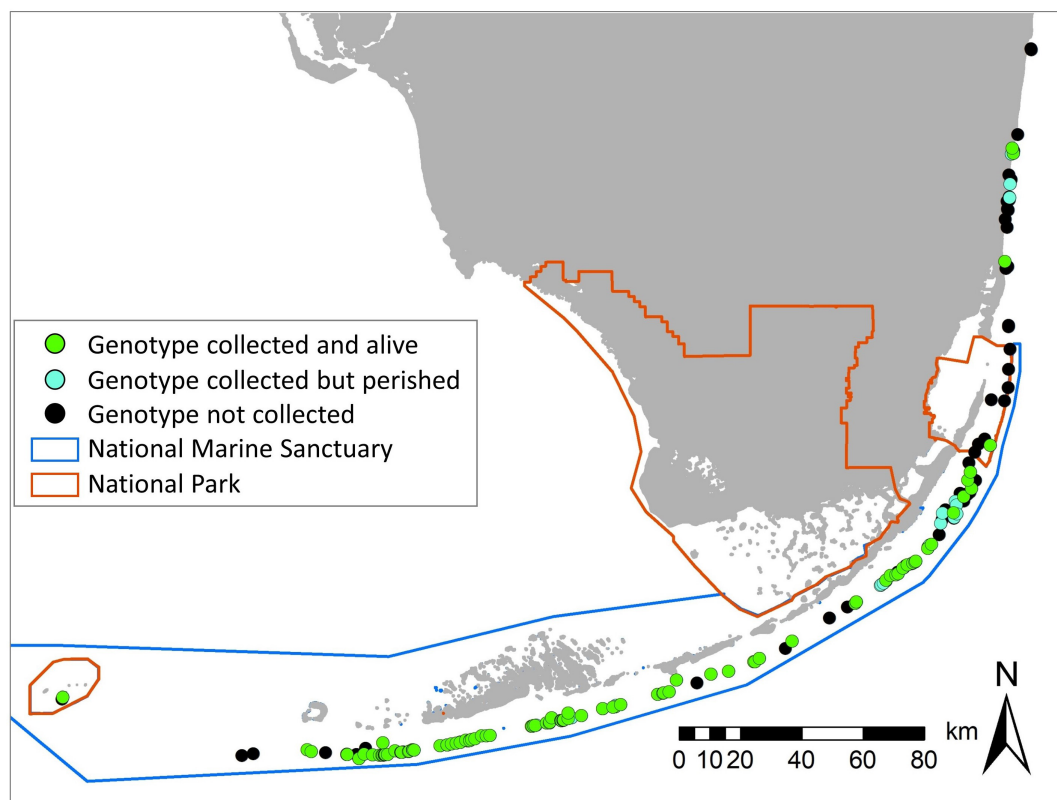 Genotype collected and alive
Genotype collected but perished
Genotype not collected
National Marine Sanctuary
National Park
N
km
0 10 20 40 60 80